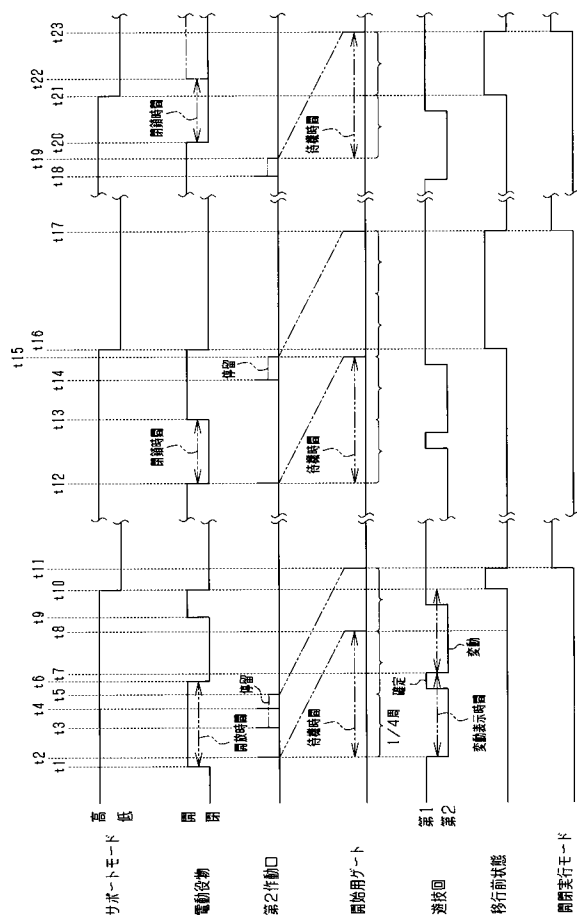 t1
t2
t3
t4
t5
t6
t7
t8
t9
t10
t11
t12
t13
t14
t15
t16
t17
t18
t19
t20
t21
t22
t23
サポートモード
高
低
電動役物
開
閉
開放時間
閉鎖時間
閉鎖時間
第2作動口
停留
停留
開始用ゲート
待機時間
待機時間
待機時間
1/4周
遊技回
第1
第2
確定
変動表示時間
変動
移行前状態
開閉実行モード